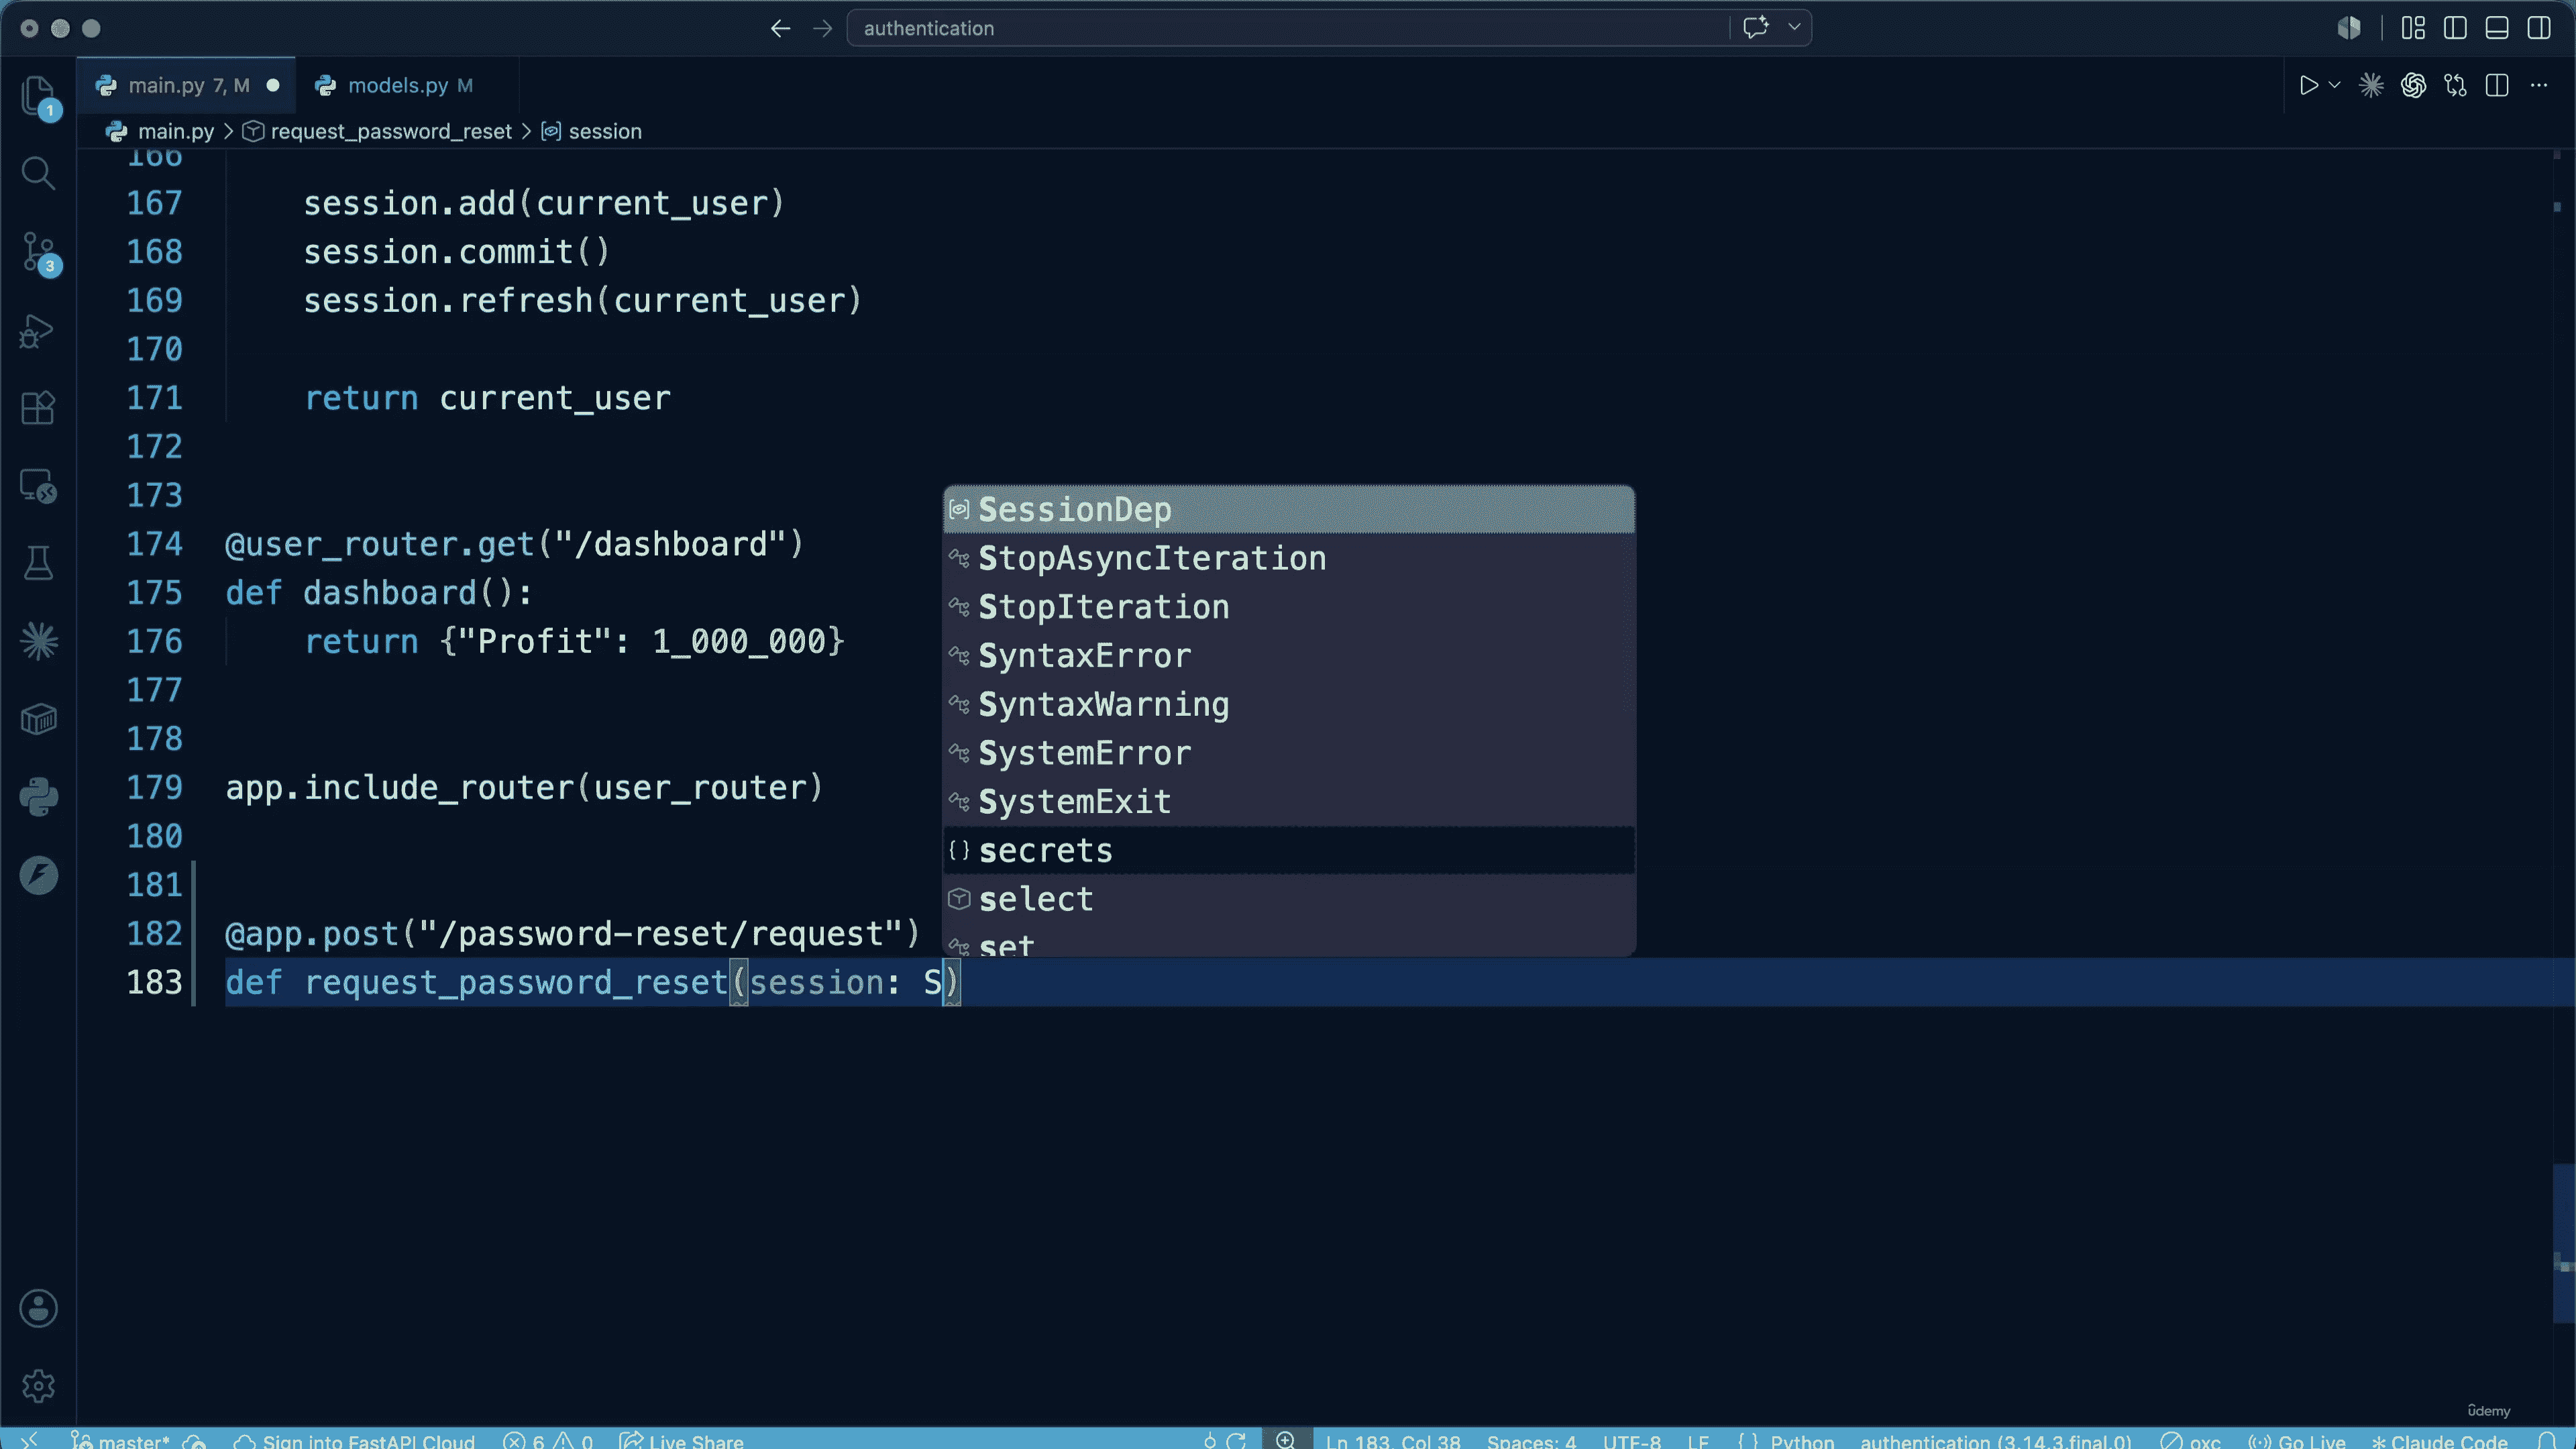 authentication
main.py 7, M
models.py M
main.py > request_password_reset > session
1
3
166
167 session.add(current_user)
168 session.commit()
169 session.refresh(current_user)
170
171 return current_user
172
173
174 @user_router.get("/dashboard")
175 def dashboard():
176 return {"Profit": 1_000_000}
177
178
179 app.include_router(user_router)
180
181
182 @app.post("/password-reset/request")
183 def request_password_reset(session: S)
SessionDep
StopAsyncIteration
StopIteration
SyntaxError
SyntaxWarning
SystemError
SystemExit
{} secrets
select
set
ûdemy
master* Sign into FastAPI Cloud 6 0 Live Share Ln 183, Col 38 Spaces: 4 UTF-8 LF {} Python authentication (3.14.3.final.0) oxc Go Live Claude Code